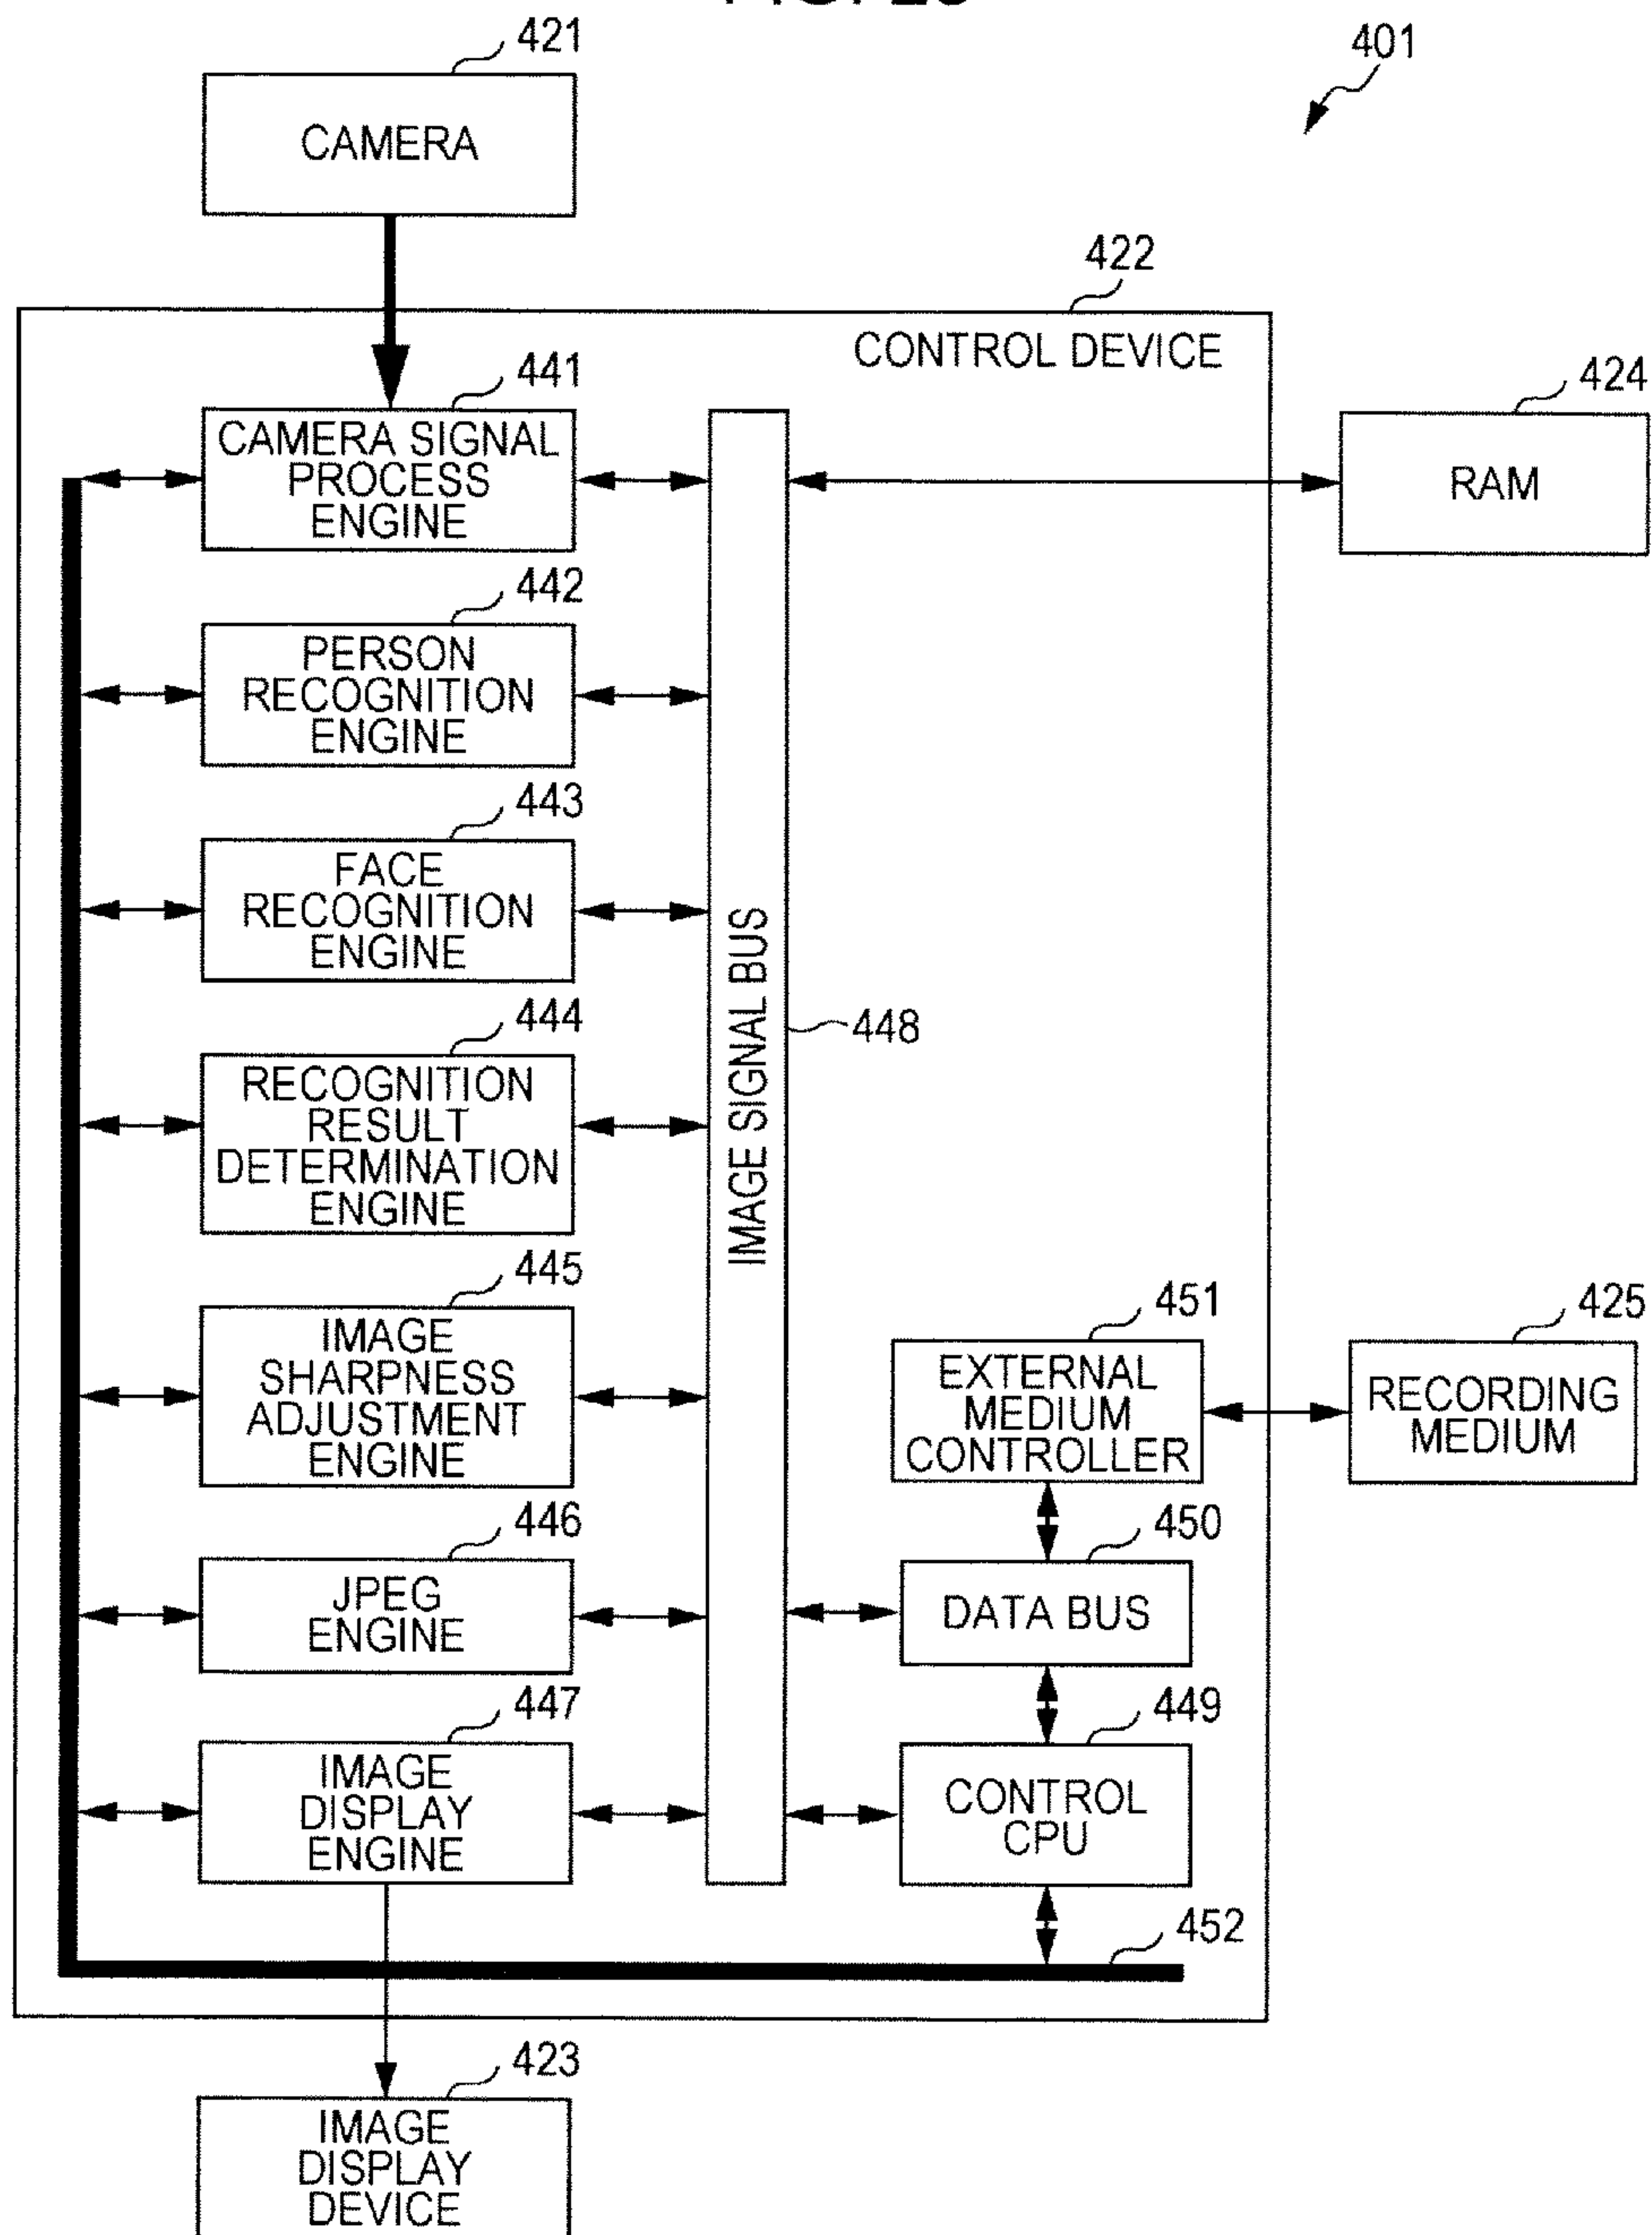 FIG.
421
401
CAMERA
422
CONTROL DEVICE
441
424
CAMERA SIGNAL
PROCESS
ENGINE
RAM
442
PERSON
RECOGNITION
ENGINE
443
FACE
RECOGNITION
ENGINE
IMAGE SIGNAL BUS
448
444
RECOGNITION
RESULT
DETERMINATION
ENGINE
445
IMAGE
SHARPNESS
ADJUSTMENT
ENGINE
451
EXTERNAL
MEDIUM
CONTROLLER
425
RECORDING
MEDIUM
446
JPEG
ENGINE
450
DATA BUS
447
IMAGE
DISPLAY
ENGINE
449
CONTROL
CPU
452
423
IMAGE
DISPLAY
DEVICE